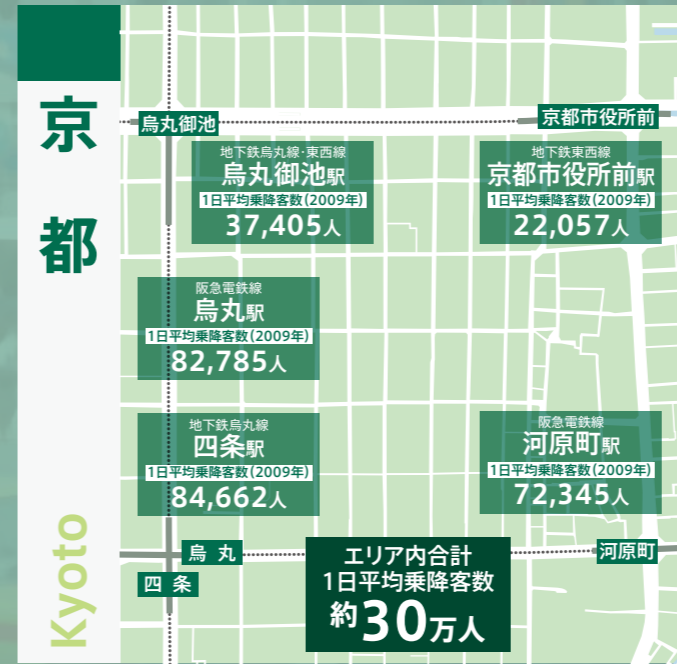 京都
Kyoto
烏丸御池
京都市役所前
地下鉄烏丸線・東西線
烏丸御池駅
1日平均乗降客数(2009年)
37,405人
地下鉄東西線
京都市役所前駅
1日平均乗降客数(2009年)
22,057人
阪急電鉄線
烏丸駅
1日平均乗降客数(2009年)
82,785人
地下鉄烏丸線
四条駅
1日平均乗降客数(2009年)
84,662人
阪急電鉄線
河原町駅
1日平均乗降客数(2009年)
72,345人
烏丸
四条
河原町
エリア内合計
1日平均乗降客数
約30万人